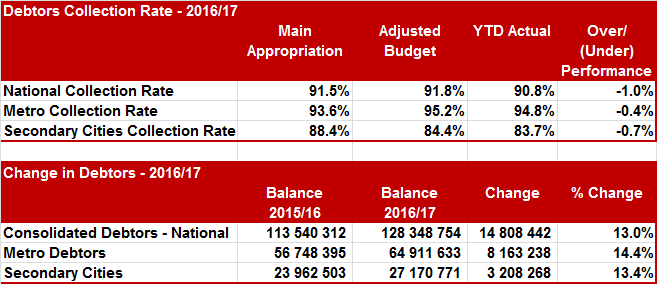 Debtors Collection Rate - 2016/17
Main Appropriation Adjusted Budget YTD Actual Over/ (Under) Performance
National Collection Rate 91.5% 91.8% 90.8% -1.0%
Metro Collection Rate 93.6% 95.2% 94.8% -0.4%
Secondary Cities Collection Rate 88.4% 84.4% 83.7% -0.7%
Change in Debtors - 2016/17
Balance 2015/16 Balance 2016/17 Change % Change
Consolidated Debtors - National 113 540 312 128 348 754 14 808 442 13.0%
Metro Debtors 56 748 395 64 911 633 8 163 238 14.4%
Secondary Cities 23 962 503 27 170 771 3 208 268 13.4%